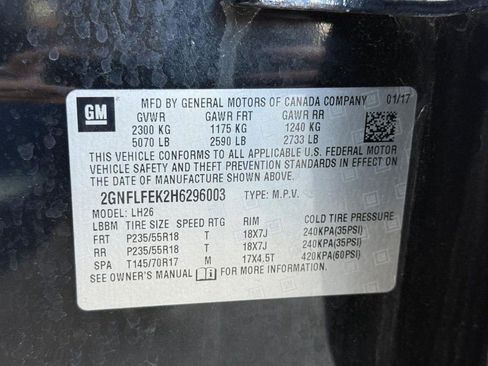 MFD BY GENERAL MOTORS OF CANADA COMPANY 01/17
GM GVWR GAWR FRT GAWR RR
2300 KG 1175 KG 1240 KG
5070 LB 2590 LB 2733 LB
THIS VEHICLE CONFORMS TO ALL APPLICABLE U.S. FEDERAL MOTOR
VEHICLE SAFETY AND THEFT PREVENTION STANDARDS IN EFFECT ON THE
DATE OF MANUFACTURE SHOWN ABOVE.
2GNFLFEK2H6296003 TYPE: M.P.V.
MODEL: LH26
LBBM TIRE SIZE SPEED RTG RIM COLD TIRE PRESSURE
FRT P235/55R18 T 18X7J 240KPA(35PSI)
RR P235/55R18 T 18X7J 240KPA(35PSI)
SPA T145/70R17 M 17X4.5T 420KPA(60PSI)
SEE OWNER'S MANUAL FOR MORE INFORMATION.